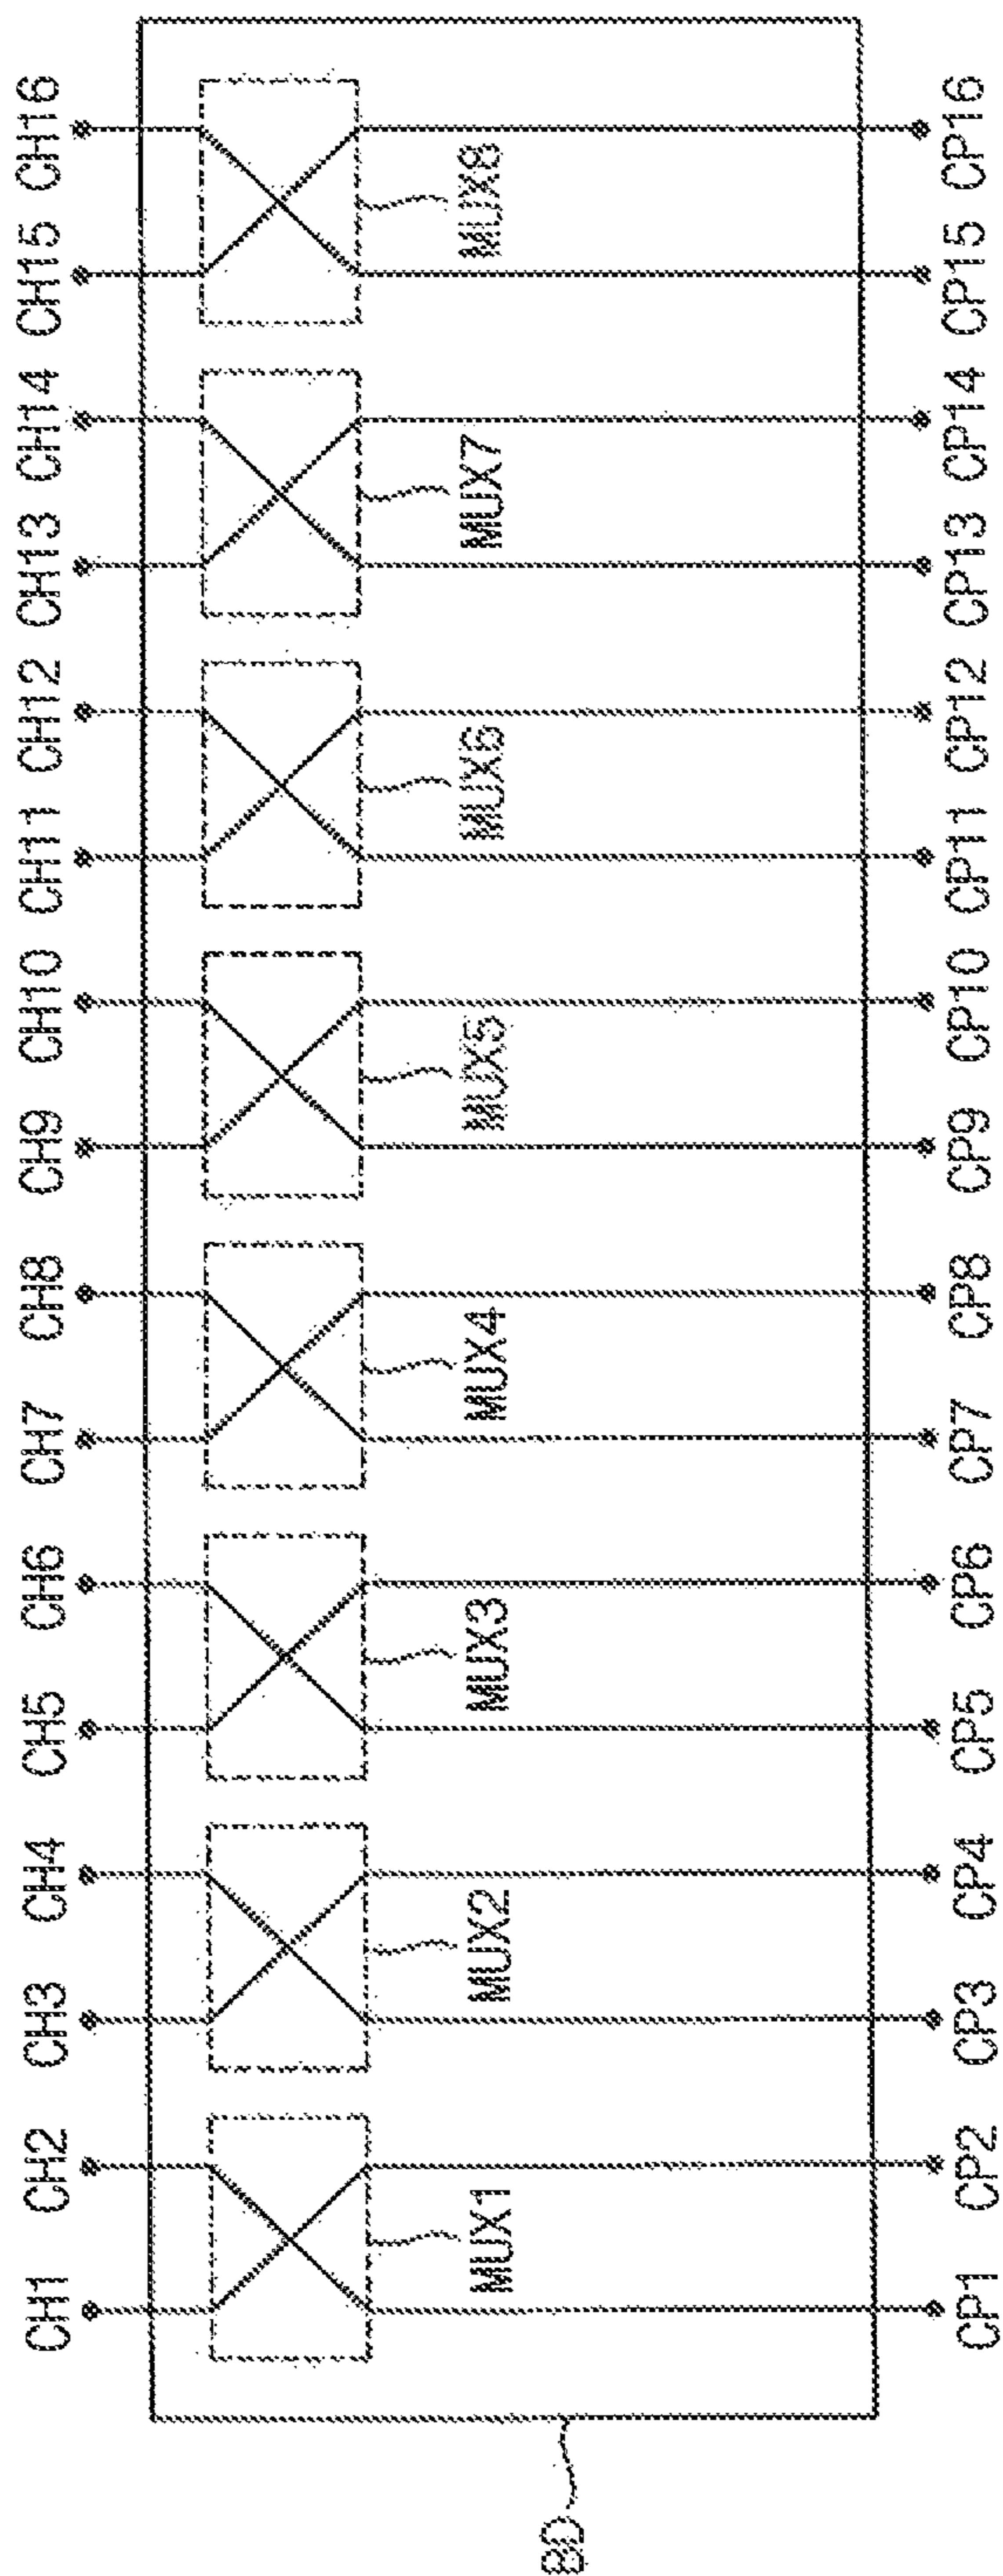 CH1 CH2 CH3 CH4 CH5 CH6 CH7 CH8 CH9 CH10 CH11 CH12 CH13 CH14 CH15 CH16
MUX1 MUX2 MUX3 MUX4 MUX5 MUX6 MUX7 MUX8
BD
CP1 CP2 CP3 CP4 CP5 CP6 CP7 CP8 CP9 CP10 CP11 CP12 CP13 CP14 CP15 CP16